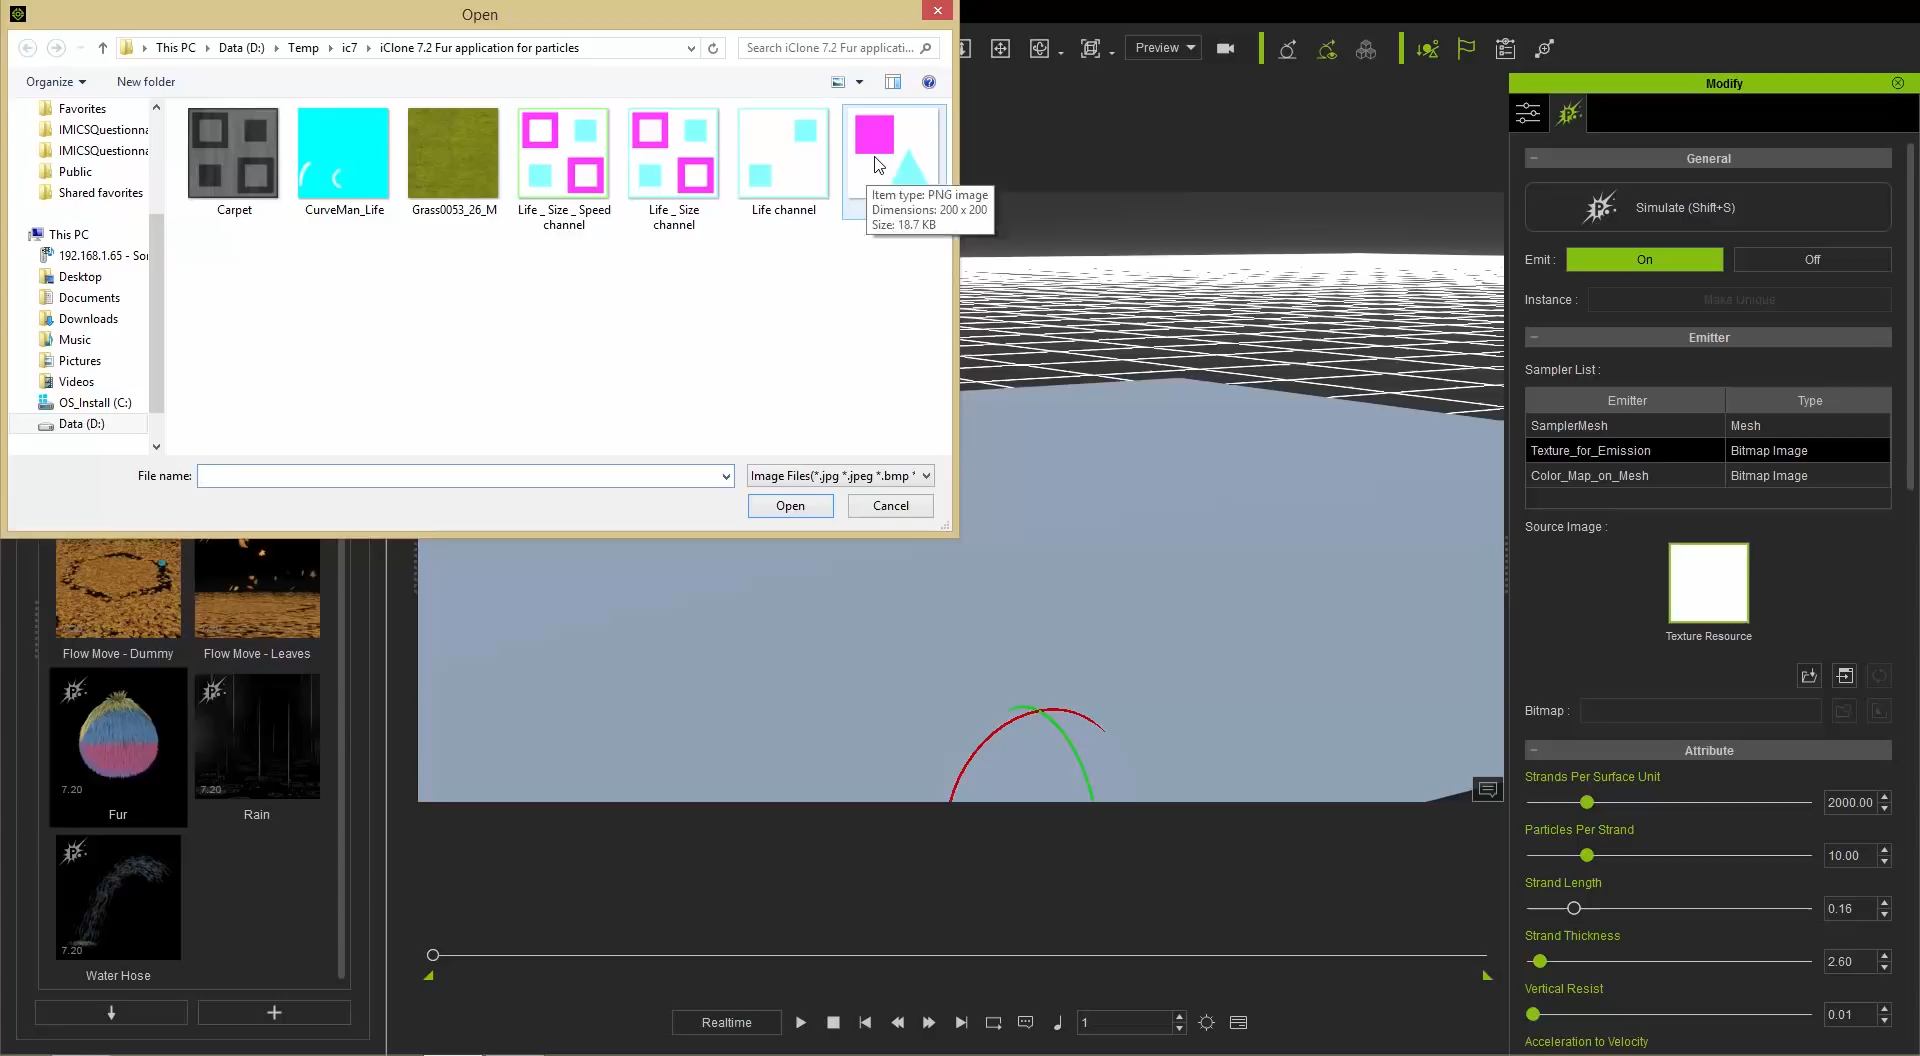 Open
This PC
Data (D:)
Temp
ic7
iClone 7.2 Fur application for particles
Search iClone 7.2 Fur applicati...
Organize
New folder
Favorites
IMICSQuestionna
IMICSQuestionna
Public
Shared favorites
This PC
192.168.1.65 - Sor
Desktop
Documents
Downloads
Music
Pictures
Videos
OS_Install (C:)
Data (D:)
Carpet
CurveMan_Life
Grass0053_26_M
Life _ Size _ Speed
channel
Life _ Size
channel
Life channel
Item type: PNG image
Dimensions: 200 x 200
Size: 18.7 KB
File name:
Image Files(*.jpg *.jpeg *.bmp *
Open
Cancel
Preview
Flow Move - Dummy
Flow Move - Leaves
7.20
Fur
Rain
7.20
7.20
Water Hose
Realtime
1
Modify
General
Simulate (Shift+S)
Emit :
On
Off
Instance :
Make Unique
Emitter
Sampler List :
Emitter
Type
SamplerMesh
Mesh
Texture_for_Emission
Bitmap Image
Color_Map_on_Mesh
Bitmap Image
Source Image :
Texture Resource
Bitmap :
Attribute
Strands Per Surface Unit
2000.00
Particles Per Strand
10.00
Strand Length
0.16
Strand Thickness
2.60
Vertical Resist
0.01
Acceleration to Velocity